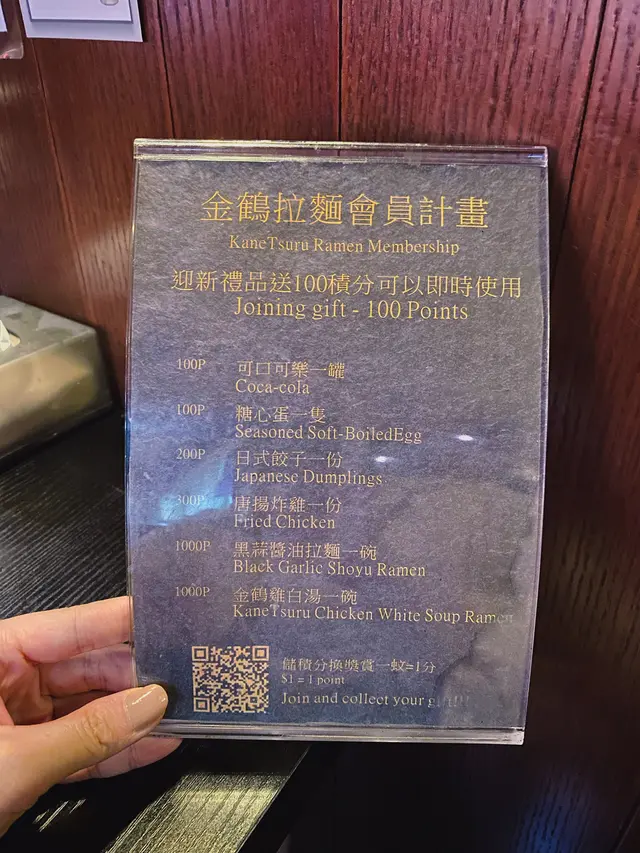 金鶴拉麵會員計畫
KaneTsuru Ramen Membership
迎新禮品送100積分可以即時使用
Joining gift - 100 Points
100P 可口可樂一罐
Coca-cola
100P 糖心蛋一隻
Seasoned Soft-BoiledEgg
200P 日式餃子一份
Japanese Dumplings
300P 唐揚炸雞一份
Fried Chicken
1000P 黑蒜醬油拉麵一碗
Black Garlic Shoyu Ramen
1000P 金鶴雞白湯一碗
KaneTsuru Chicken White Soup Ramen
儲積分換獎賞一蚊=1分
$1 = 1 point
Join and collect your gift!!!